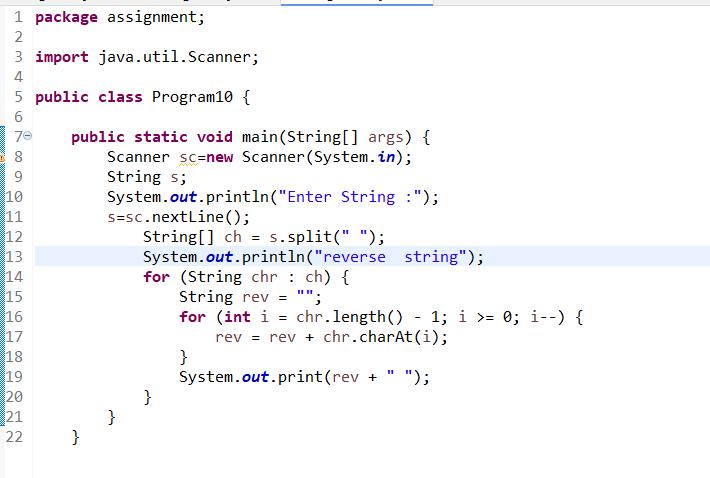 1 package assignment;
2
3 import java.util.Scanner;
4
5 public class Program10 {
6
7     public static void main(String[] args) {
8         Scanner sc=new Scanner(System.in);
9         String s;
10         System.out.println("Enter String :");
11         s=sc.nextLine();
12             String[] ch = s.split(" ");
13             System.out.println("reverse  string");
14             for (String chr : ch) {
15                 String rev = "";
16                 for (int i = chr.length() - 1; i >= 0; i--) {
17                     rev = rev + chr.charAt(i);
18                 }
19                 System.out.print(rev + " ");
20             }
21         }
22     }